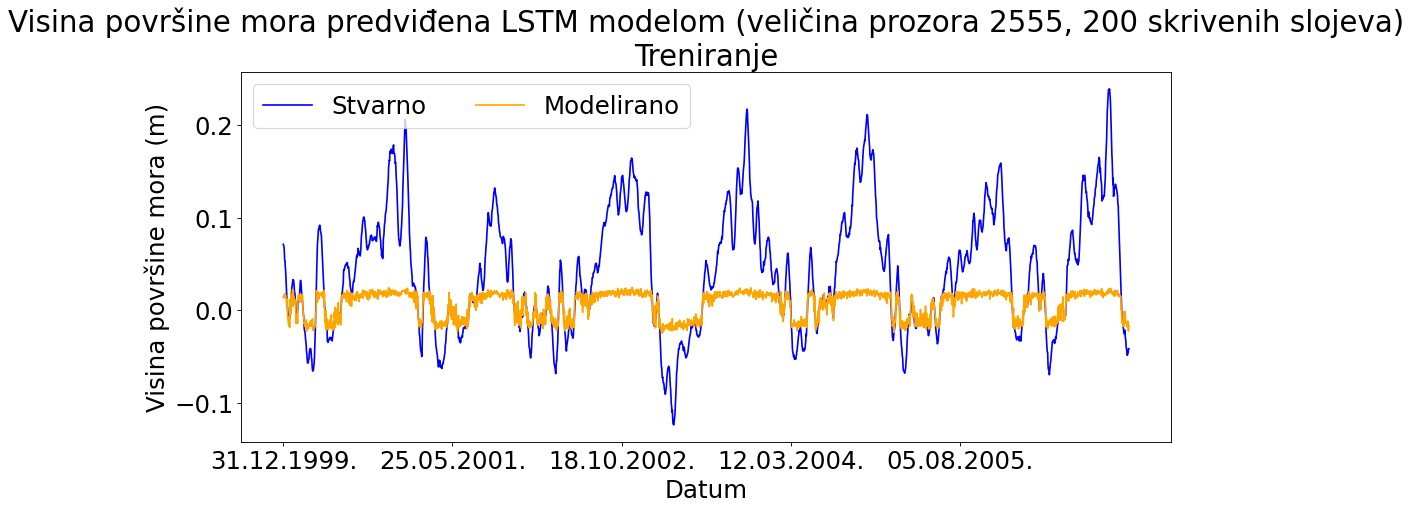 Visina površine mora predviđena LSTM modelom (veličina prozora 2555, 200 skrivenih slojeva)
Treniranje
Stvarno Modelirano
Visina površine mora (m)
0.2
0.1
0.0
−0.1
31.12.1999. 25.05.2001. 18.10.2002. 12.03.2004. 05.08.2005.
Datum